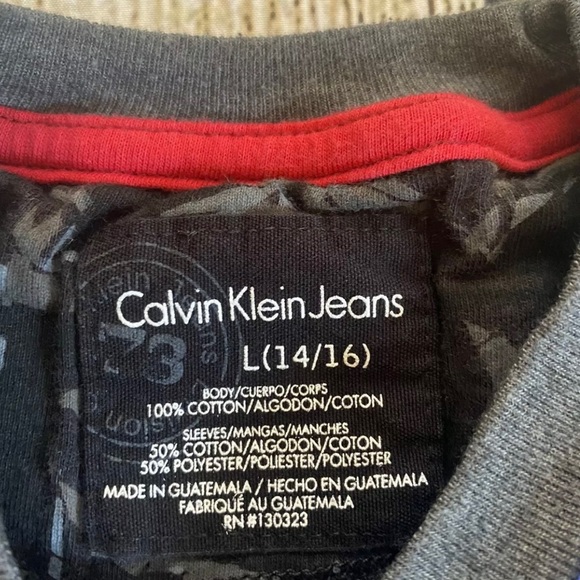 Calvin Klein Jeans
L(14/16)
BODY/CUERPO/CORPS
100% COTTON/ALGODON/COTON
SLEEVES/MANGAS/MANCHES
50% COTTON/ALGODON/COTON
50% POLYESTER/POLIESTER/POLYESTER
MADE IN GUATEMALA / HECHO EN GUATEMALA
FABRIQUÉ AU GUATEMALA
RN#130323
73